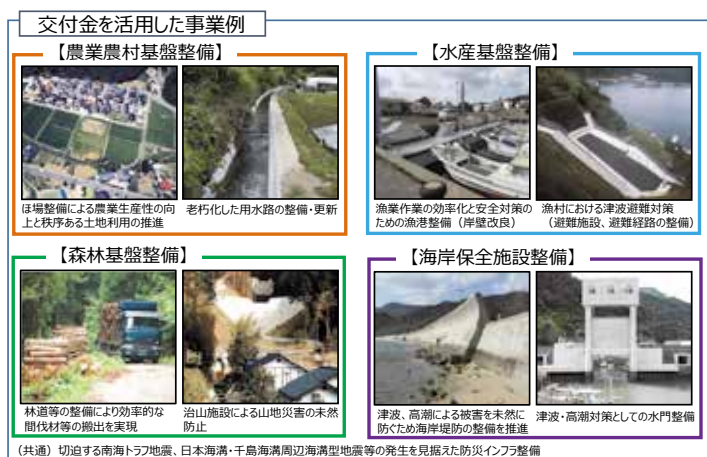 交付金を活用した事業例
【農業農村基盤整備】
ほ場整備による農業生産性の向
上と秩序ある土地利用の推進
老朽化した用水路の整備・更新
【水産基盤整備】
漁業作業の効率化と安全対策の
ための漁港整備（岸壁改良）
漁村における津波避難対策
（避難施設、避難経路の整備）
【森林基盤整備】
林道等の整備により効率的な
間伐材等の搬出を実現
治山施設による山地災害の未然
防止
【海岸保全施設整備】
津波、高潮による被害を未然に
防ぐため海岸堤防の整備を推進
津波・高潮対策としての水門整備
（共通）切迫する南海トラフ地震、日本海溝・千島海溝周辺海溝型地震等の発生を見据えた防災インフラ整備